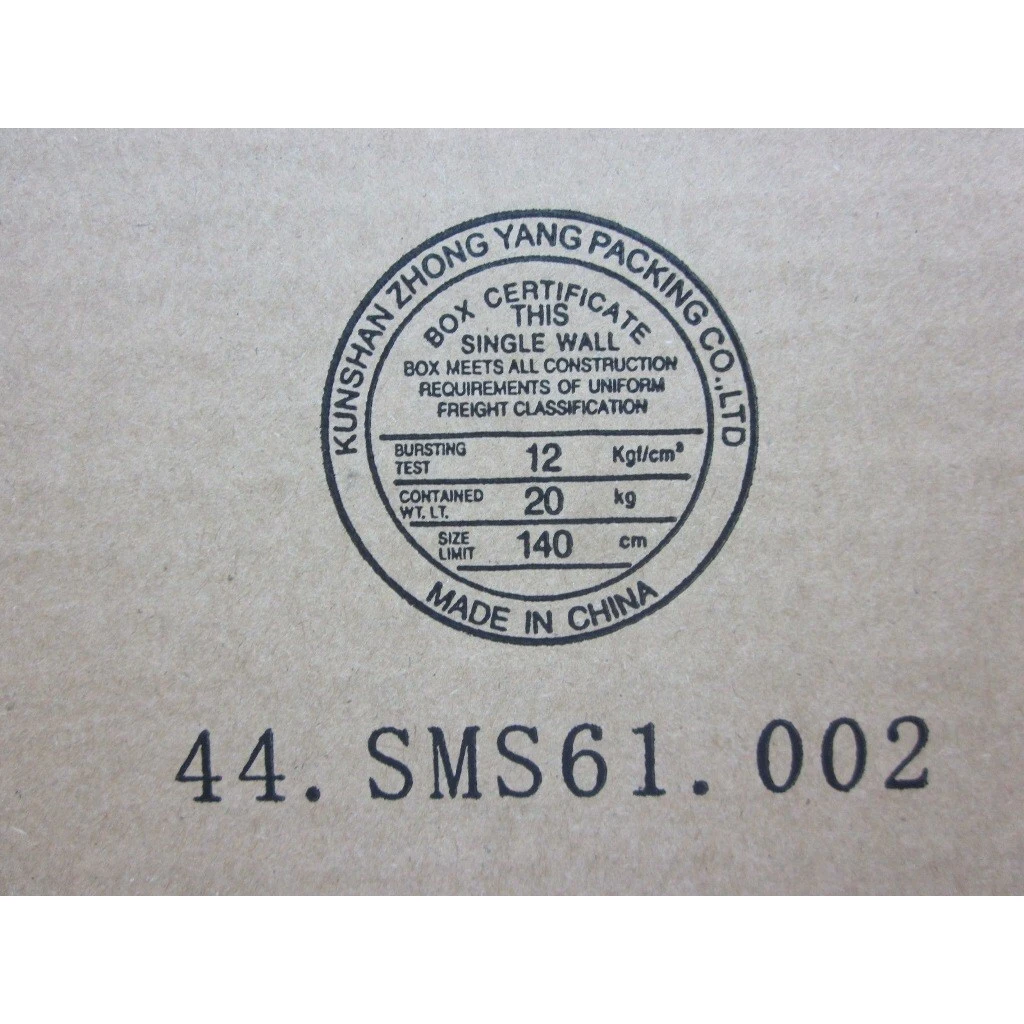 KUNSHAN ZHONG YANG PACKING CO.,LTD
BOX CERTIFICATE
THIS
SINGLE WALL
BOX MEETS ALL CONSTRUCTION
REQUIREMENTS OF UNIFORM
FREIGHT CLASSIFICATION
BURSTING TEST 12 Kgf/cm²
CONTAINED WT. LT. 20 kg
SIZE LIMIT 140 cm
MADE IN CHINA
44.SMS61.002